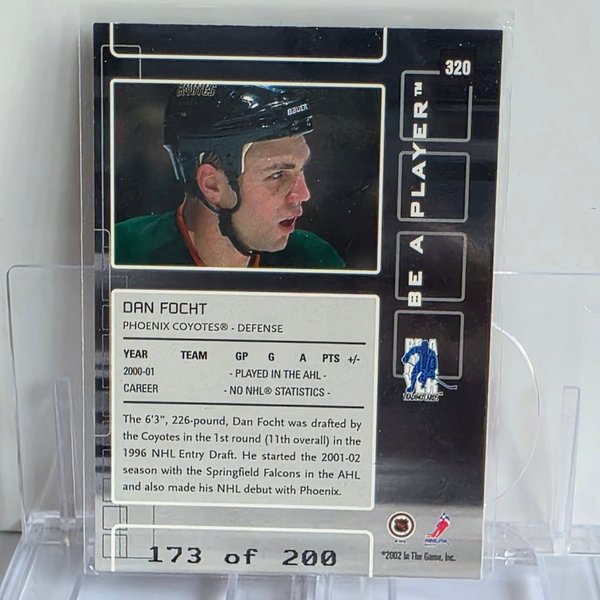 320
BE A PLAYER™
BAUER
DAN FOCHT
PHOENIX COYOTES® - DEFENSE
YEAR TEAM GP G A PTS +/-
2000-01 - PLAYED IN THE AHL -
CAREER - NO NHL® STATISTICS -
The 6'3", 226-pound, Dan Focht was drafted by
the Coyotes in the 1st round (11th overall) in the
1996 NHL Entry Draft. He started the 2001-02
season with the Springfield Falcons in the AHL
and also made his NHL debut with Phoenix.
NHLPA
©2002 In The Game, Inc.
173 of 200